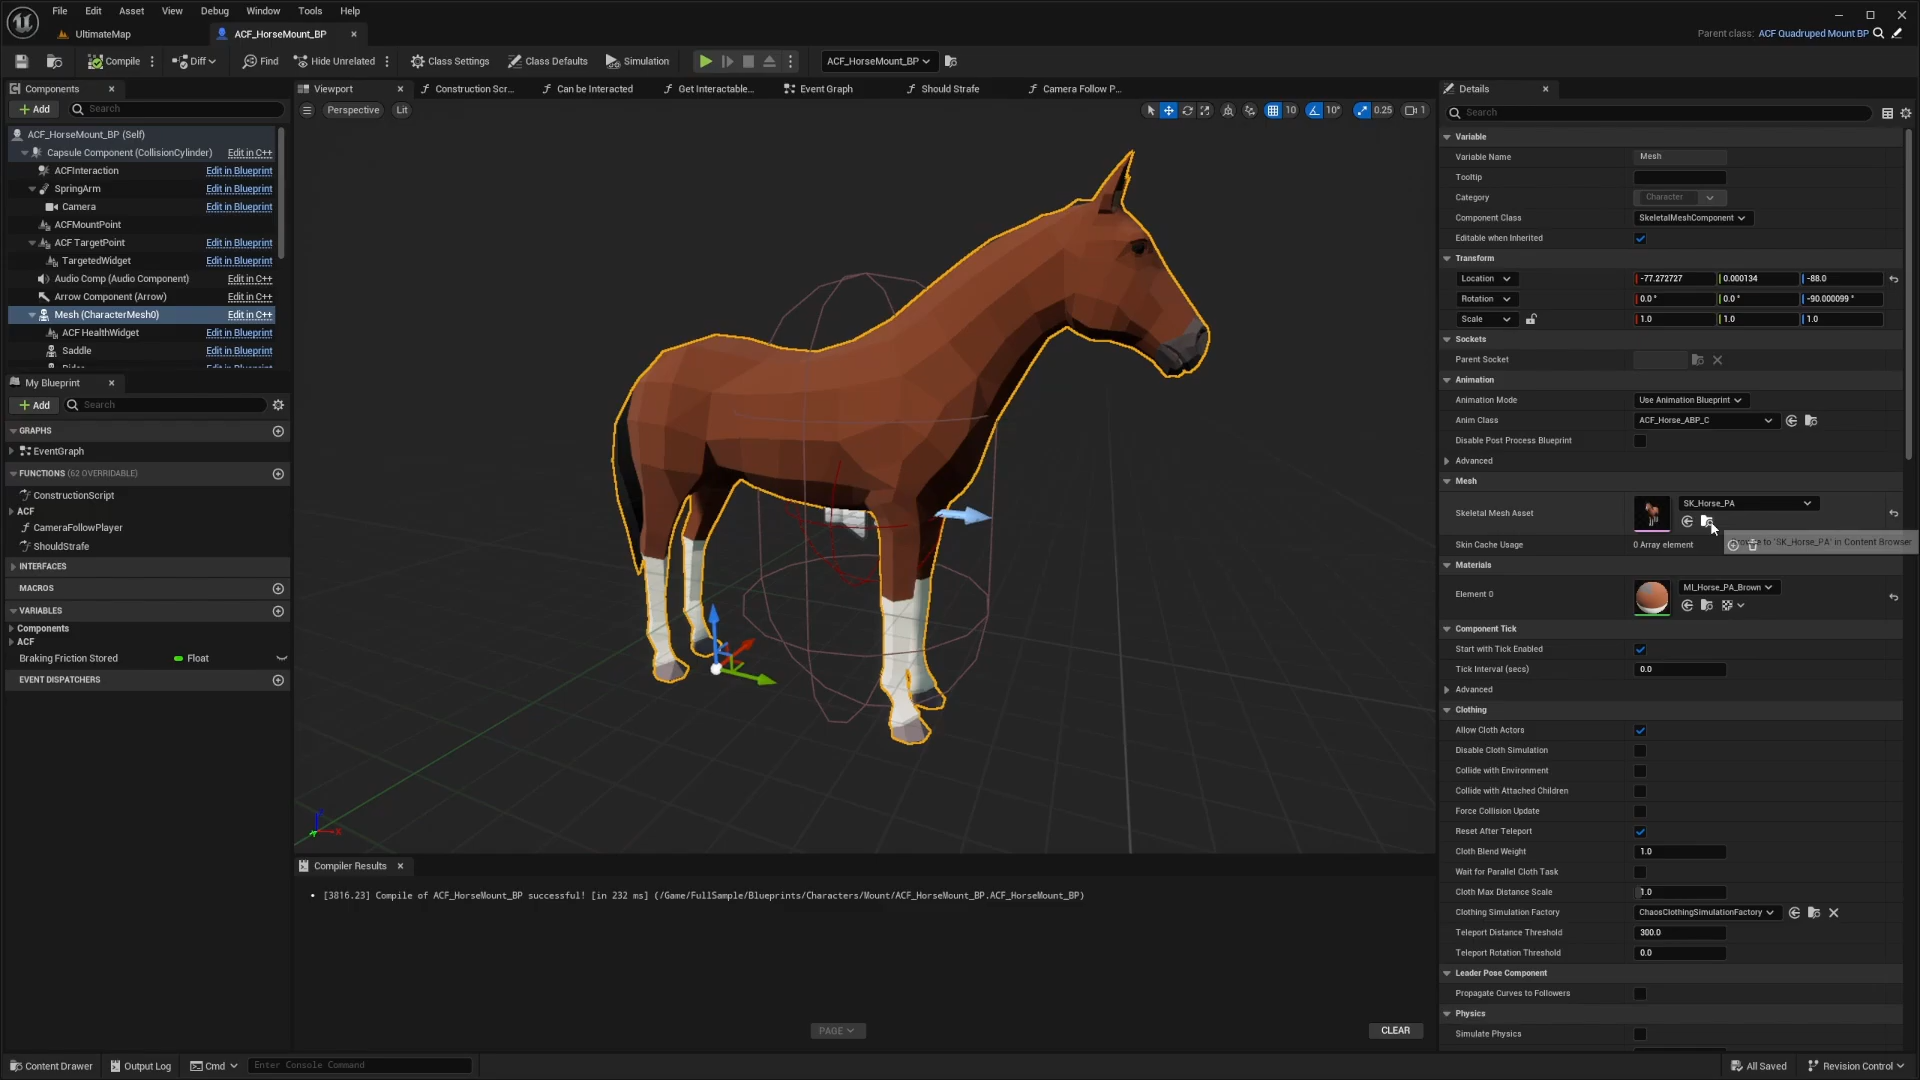 File Edit Asset View Debug Window Tools Help
UltimateMap ACF_HorseMount_BP
Parent class: ACF Quadruped Mount BP
Compile Diff Find Hide Unrelated Class Settings Class Defaults Simulation ACF_HorseMount_BP
Components
Add Search
ACF_HorseMount_BP (Self)
Capsule Component (CollisionCylinder) Edit in C++
ACFInteraction Edit in Blueprint
SpringArm Edit in Blueprint
Camera Edit in Blueprint
ACFMountPoint
ACF TargetPoint Edit in Blueprint
TargetedWidget Edit in Blueprint
Audio Comp (Audio Component) Edit in C++
Arrow Component (Arrow) Edit in C++
Mesh (CharacterMesh0) Edit in C++
ACF HealthWidget Edit in Blueprint
Saddle Edit in Blueprint
My Blueprint
Add Search
GRAPHS
EventGraph
FUNCTIONS (62 OVERRIDABLE)
ConstructionScript
ACF
CameraFollowPlayer
ShouldStrafe
INTERFACES
MACROS
VARIABLES
Components
ACF
Braking Friction Stored Float
EVENT DISPATCHERS
Viewport Construction Scr... Can be Interacted Get Interactable... Event Graph Should Strafe Camera Follow P...
Perspective Lit 10 10° 0.25 1
X
Compiler Results
[3816.23] Compile of ACF_HorseMount_BP successful! [in 232 ms] (/Game/FullSample/Blueprints/Characters/Mount/ACF_HorseMount_BP.ACF_HorseMount_BP)
PAGE CLEAR
Details
Search
Variable
Variable Name Mesh
Tooltip
Category Character
Component Class SkeletalMeshComponent
Editable when Inherited
Transform
Location -77.272727 0.000134 -88.0
Rotation 0.0° 0.0° -90.000099°
Scale 1.0 1.0 1.0
Sockets
Parent Socket
Animation
Animation Mode Use Animation Blueprint
Anim Class ACF_Horse_ABP_C
Disable Post Process Blueprint
Advanced
Mesh
Skeletal Mesh Asset SK_Horse_PA
to 'SK_Horse_PA' in Content Browser
Skin Cache Usage 0 Array element
Materials
Element 0 MI_Horse_PA_Brown
Component Tick
Start with Tick Enabled
Tick Interval (secs) 0.0
Advanced
Clothing
Allow Cloth Actors
Disable Cloth Simulation
Collide with Environment
Collide with Attached Children
Force Collision Update
Reset After Teleport
Cloth Blend Weight 1.0
Wait for Parallel Cloth Task
Cloth Max Distance Scale 1.0
Clothing Simulation Factory ChaosClothingSimulationFactory
Teleport Distance Threshold 300.0
Teleport Rotation Threshold 0.0
Leader Pose Component
Propagate Curves to Followers
Physics
Simulate Physics
Content Drawer Output Log Cmd Enter Console Command All Saved Revision Control